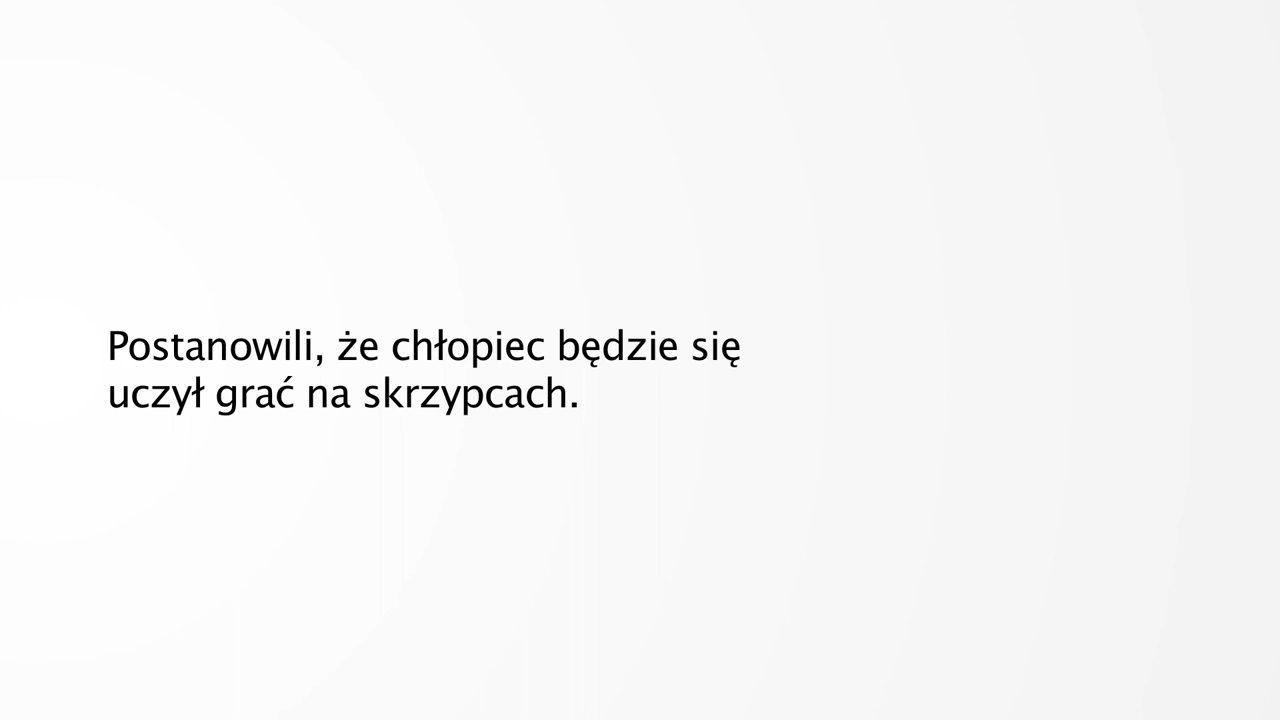 Postanowili, że chłopiec będzie się
uczył grać na skrzypcach.